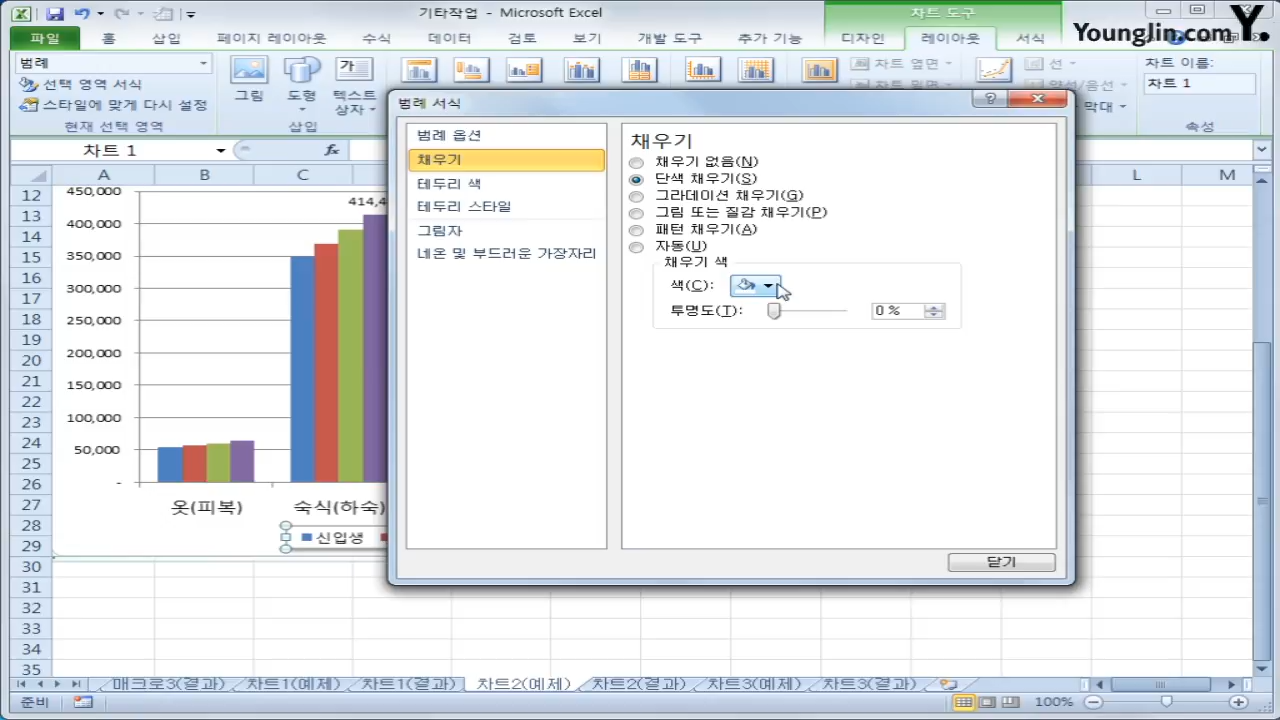 기타작업 - Microsoft Excel
차트 도구
Younglin.com Y.
파일 홈 삽입 페이지 레이아웃 수식 데이터 검토 보기 개발 도구 추가 기능 디자인 레이아웃 서식
범례
선택 영역 서식
스타일에 맞게 다시 설정
현재 선택 영역
그림
도형
텍스트
상자
삽입
차트 옆면
선
막대
차트 이름:
차트 1
속성
차트 1
fx
A B C L M
12
13
14
15
16
17
18
19
20
21
22
23
24
25
26
27
28
29
30
31
32
33
34
35
450,000
400,000
350,000
300,000
250,000
200,000
150,000
100,000
50,000
-
414,4
옷(피복) 숙식(하숙)
신입생
범례 서식
범례 옵션
채우기
테두리 색
테두리 스타일
그림자
네온 및 부드러운 가장자리
채우기
채우기 없음(N)
단색 채우기(S)
그라데이션 채우기(G)
그림 또는 질감 채우기(P)
패턴 채우기(A)
자동(U)
채우기 색
색(C):
투명도(T): 0 %
닫기
매크로3(결과) 차트1(예제) 차트1(결과) 차트2(예제) 차트2(결과) 차트3(예제) 차트3(결과)
준비
100%